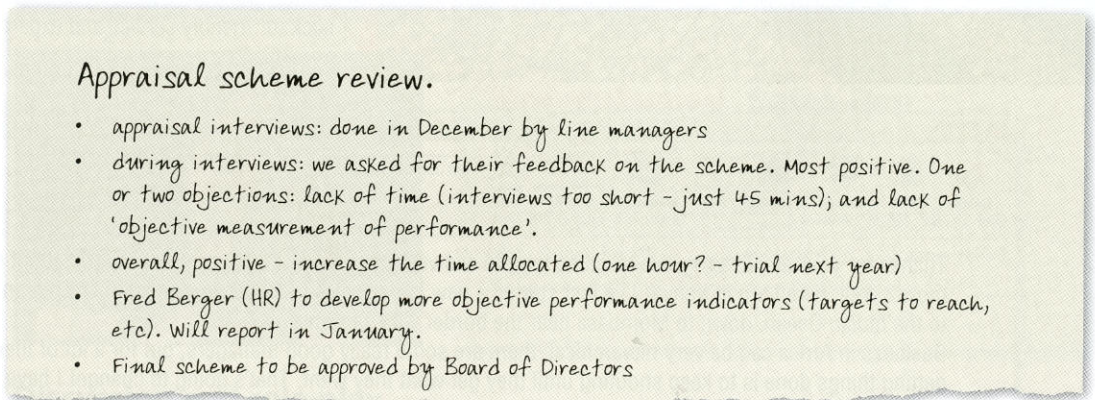 Appraisal scheme review.
• appraisal interviews: done in December by line managers
• during interviews: we asked for their feedback on the scheme. Most positive. One
or two objections: lack of time (interviews too short - just 45 mins); and lack of
'objective measurement of performance'.
• overall, positive - increase the time allocated (one hour? - trial next year)
• Fred Berger (HR) to develop more objective performance indicators (targets to reach,
etc). Will report in January.
• Final scheme to be approved by Board of Directors